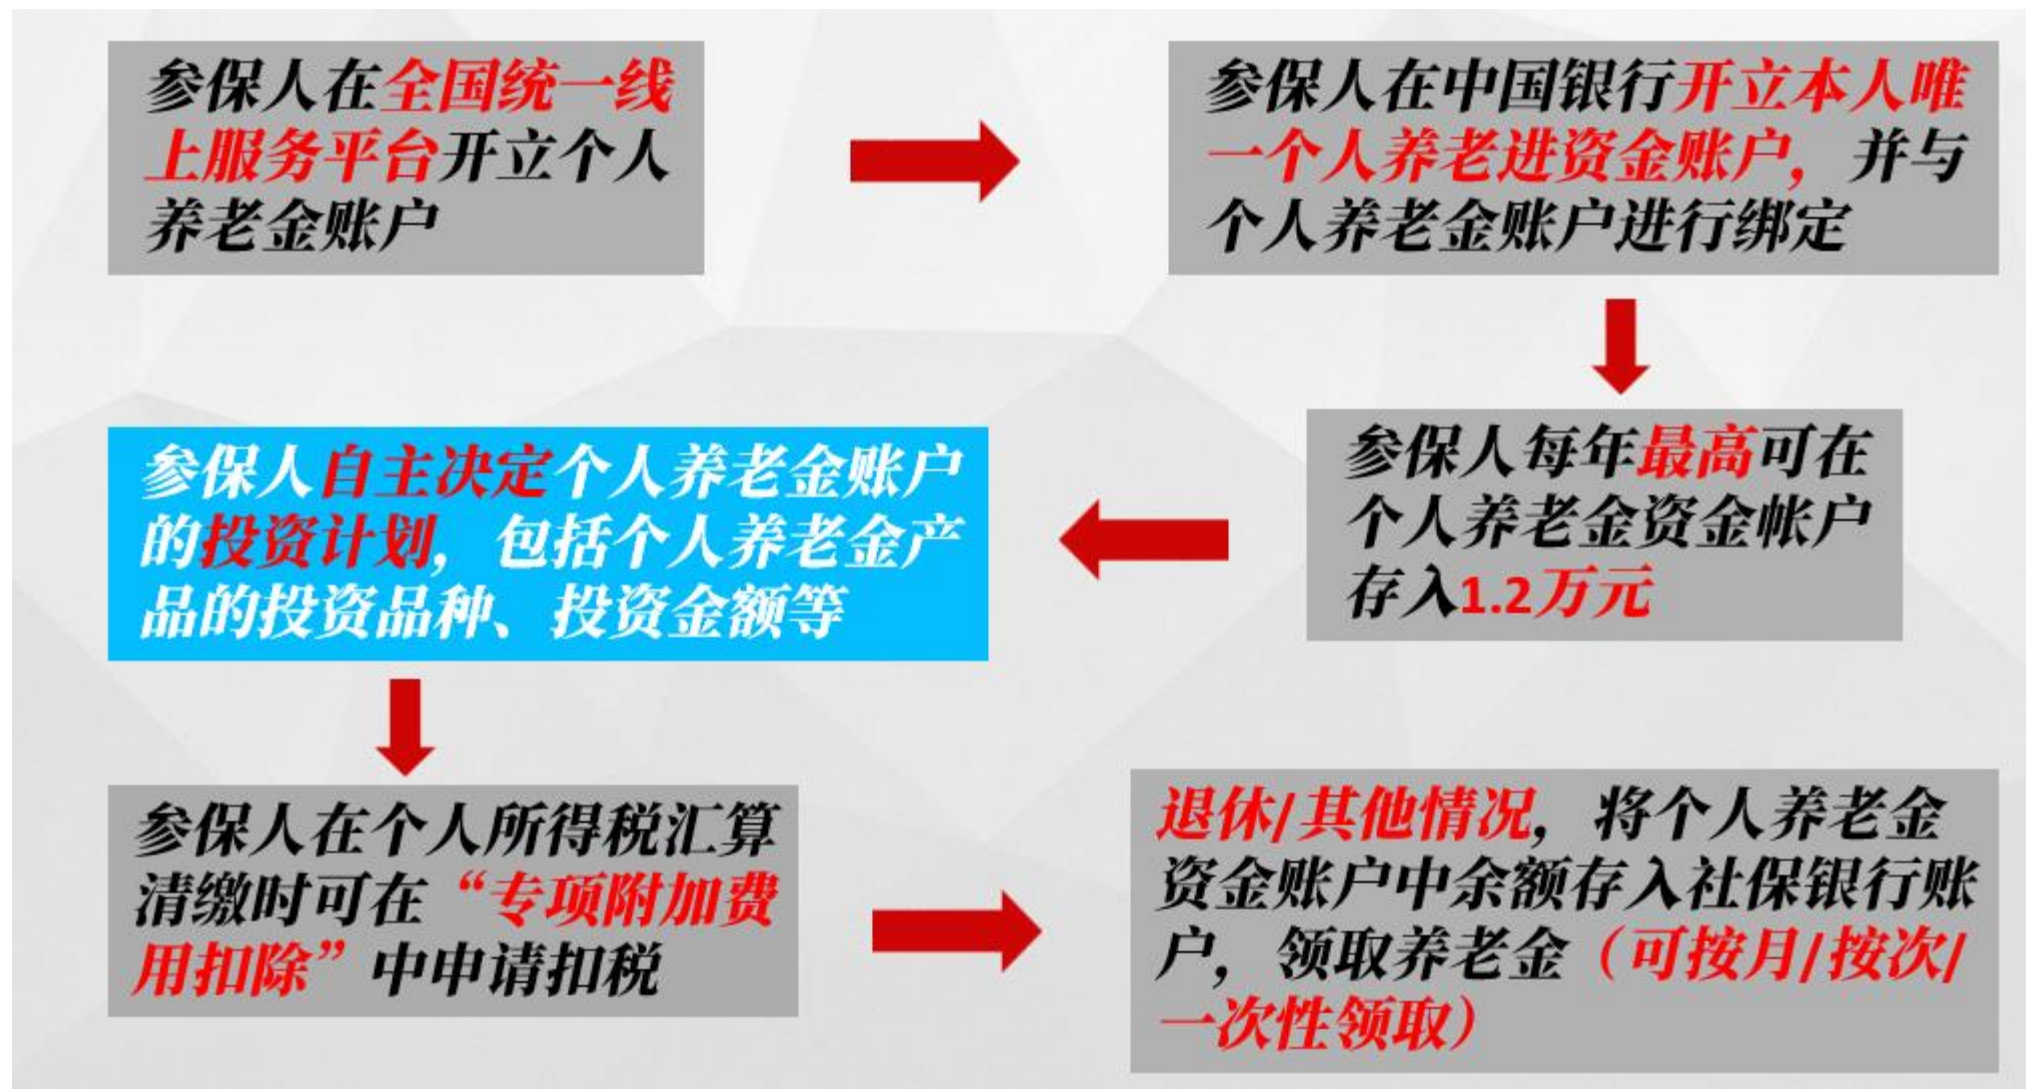 参保人在全国统一线
上服务平台开立个人
养老金账户
参保人在中国银行开立本人唯
一个人养老进资金账户，并与
个人养老金账户进行绑定
参保人每年最高可在
个人养老金资金帐户
存入1.2万元
参保人自主决定个人养老金账户
的投资计划，包括个人养老金产
品的投资品种、投资金额等
参保人在个人所得税汇算
清缴时可在“专项附加费
用扣除”中申请扣税
退休/其他情况，将个人养老金
资金账户中余额存入社保银行账
户，领取养老金（可按月/按次/
一次性领取）